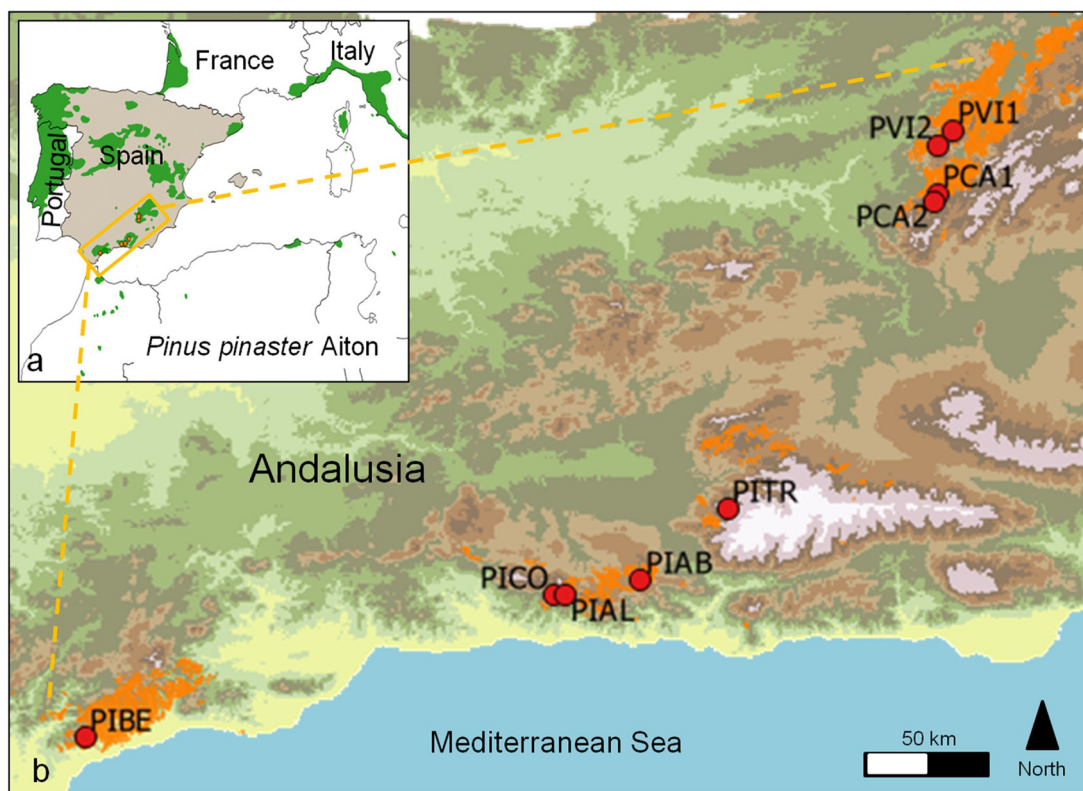 France
Italy
Portugal
Spain
Pinus pinaster Aiton
a
PVI1
PVI2
PCA1
PCA2
Andalusia
PITR
PIAB
PICO
PIAL
PIBE
Mediterranean Sea
50 km
North
b